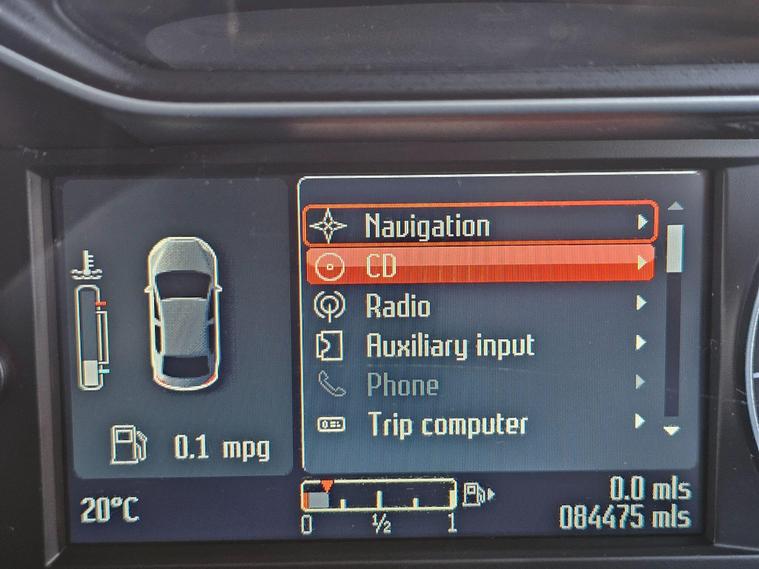 Navigation
CD
Radio
Auxiliary input
Phone
Trip computer
0.1 mpg
20°C
0 ½ 1
0.0 mls
084475 mls